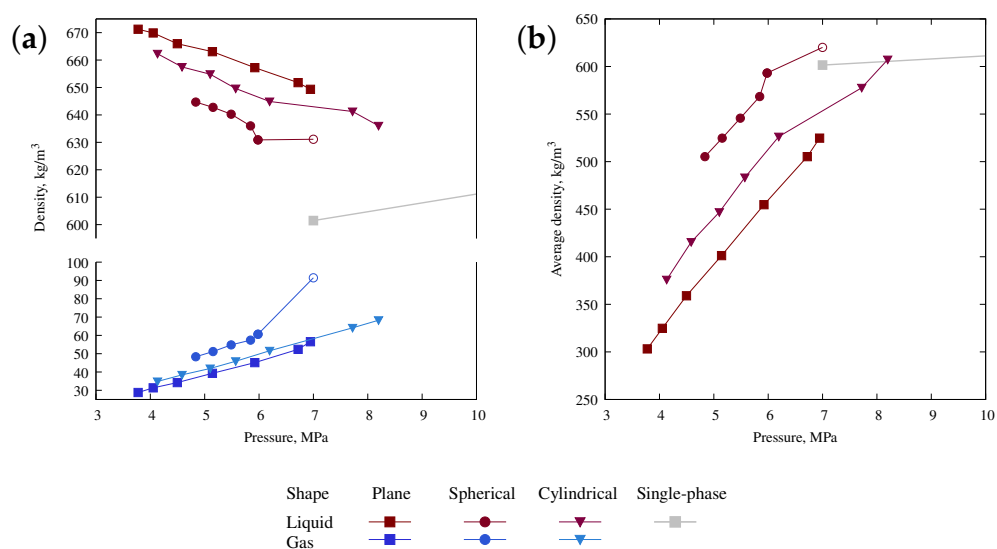 (a)
670
660
650
640
630
620
610
600
Density, kg/m³
100
90
80
70
60
50
40
30
3 4 5 6 7 8 9 10
Pressure, MPa
(b)
650
600
550
500
450
400
350
300
250
Average density, kg/m³
3 4 5 6 7 8 9 10
Pressure, MPa
Shape Plane Spherical Cylindrical Single-phase
Liquid
Gas